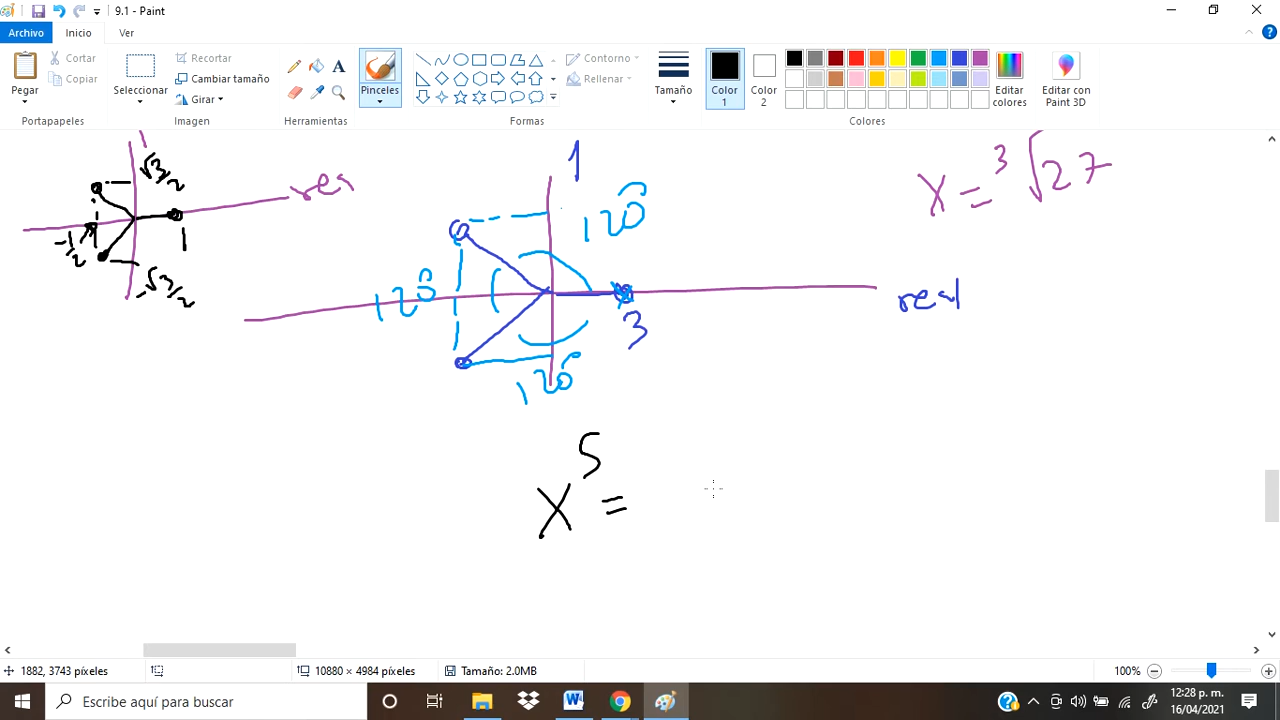 9.1 - Paint
Archivo Inicio Ver
Pegar
Cortar
Copiar
Portapapeles
Seleccionar
Recortar
Cambiar tamaño
Girar
Imagen
Herramientas
Pinceles
Contorno
Rellenar
Formas
Tamaño
Color 1
Color 2
Editar colores
Editar con Paint 3D
Colores
√3/2
real
-1/2
1
-√3/2
1
120°
120°
3
120°
real
X = ³√27
X⁵ =
1882, 3743 píxeles
10880 × 4984 píxeles
Tamaño: 2.0MB
100%
Escribe aquí para buscar
12:28 p. m.
16/04/2021